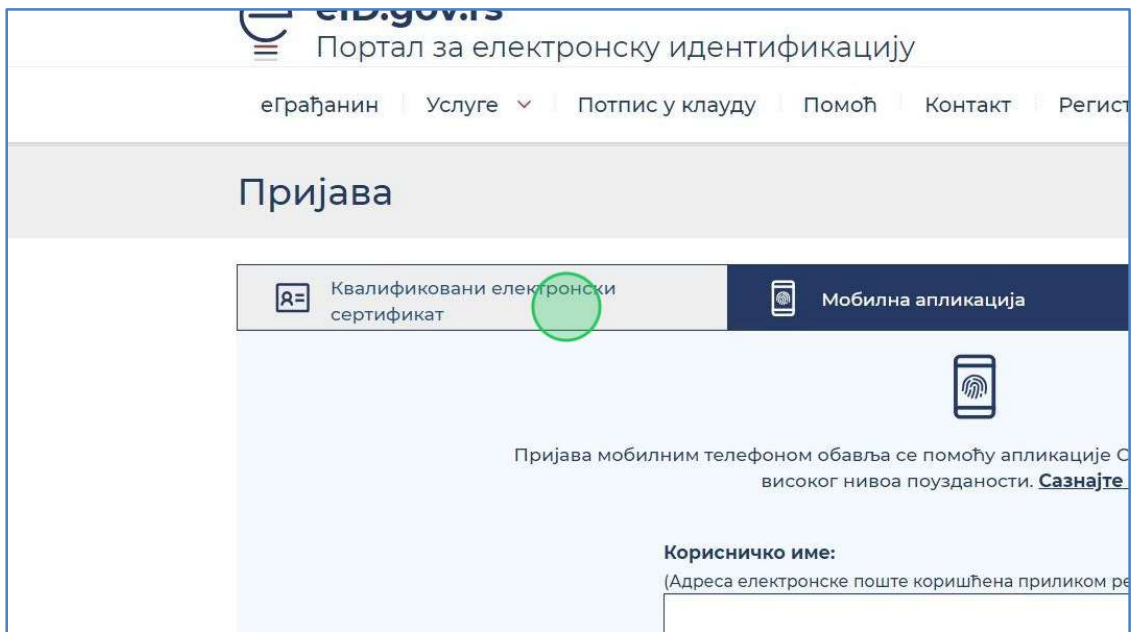 eID.gov.rs
Портал за електронску идентификацију
еГрађанин Услуге Потпис у клауду Помоћ Контакт
Пријава
Квалификовани електронски
сертификат
Мобилна апликација
Пријава мобилним телефоном обавља се помоћу апликације
високог нивоа поузданости. Сазнајте
Корисничко име:
(Адреса електронске поште коришћена приликом